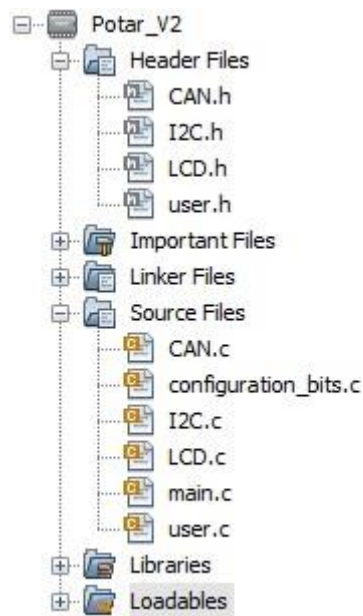 Potar_V2
Header Files
CAN.h
I2C.h
LCD.h
user.h
Important Files
Linker Files
Source Files
CAN.c
configuration_bits.c
I2C.c
LCD.c
main.c
user.c
Libraries
Loadables